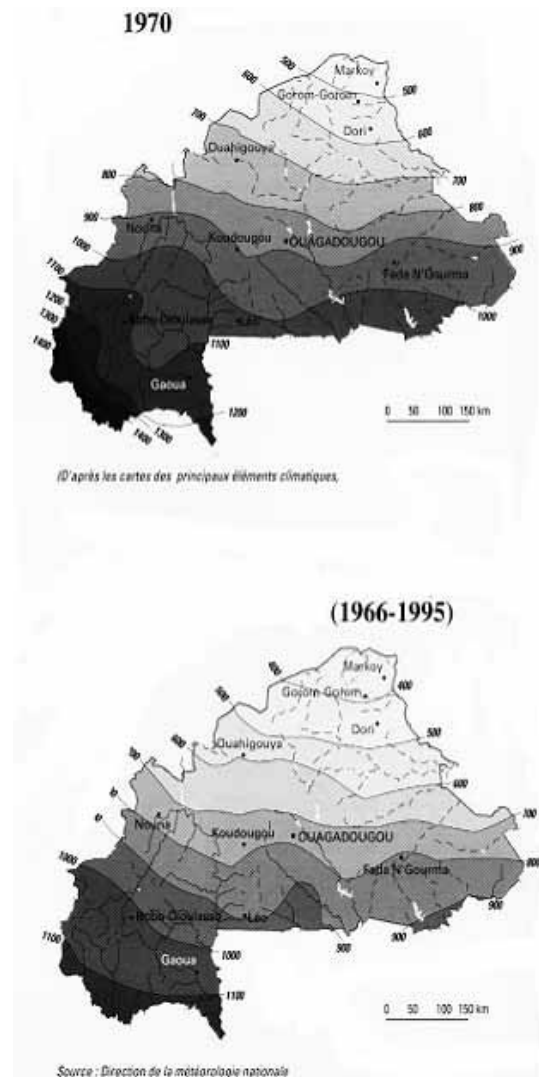 1970
500
Markoy
600
Gorom-Gorom
500
700
Dori
600
Ouahigouya
800
700
800
900
Nouna
Koudougou
OUAGADOUGOU
900
1000
Fada N'Gourma
1100
1200
1300
1400
Bobo-Dioulasso
Léo
1000
1100
Gaoua
1200
1300
1400
0 50 100 150 km
(D'après les cartes des principaux éléments climatiques,
(1966-1995)
400
Markoy
Gorom-Gorom
400
500
Dori
500
600
Ouahigouya
600
700
Nouna
Koudougou
OUAGADOUGOU
700
800
Fada N'Gourma
1000
Bobo-Dioulasso
Léo
900
900
900
1100
Gaoua
1000
1100
0 50 100 150 km
Source : Direction de la météorologie nationale